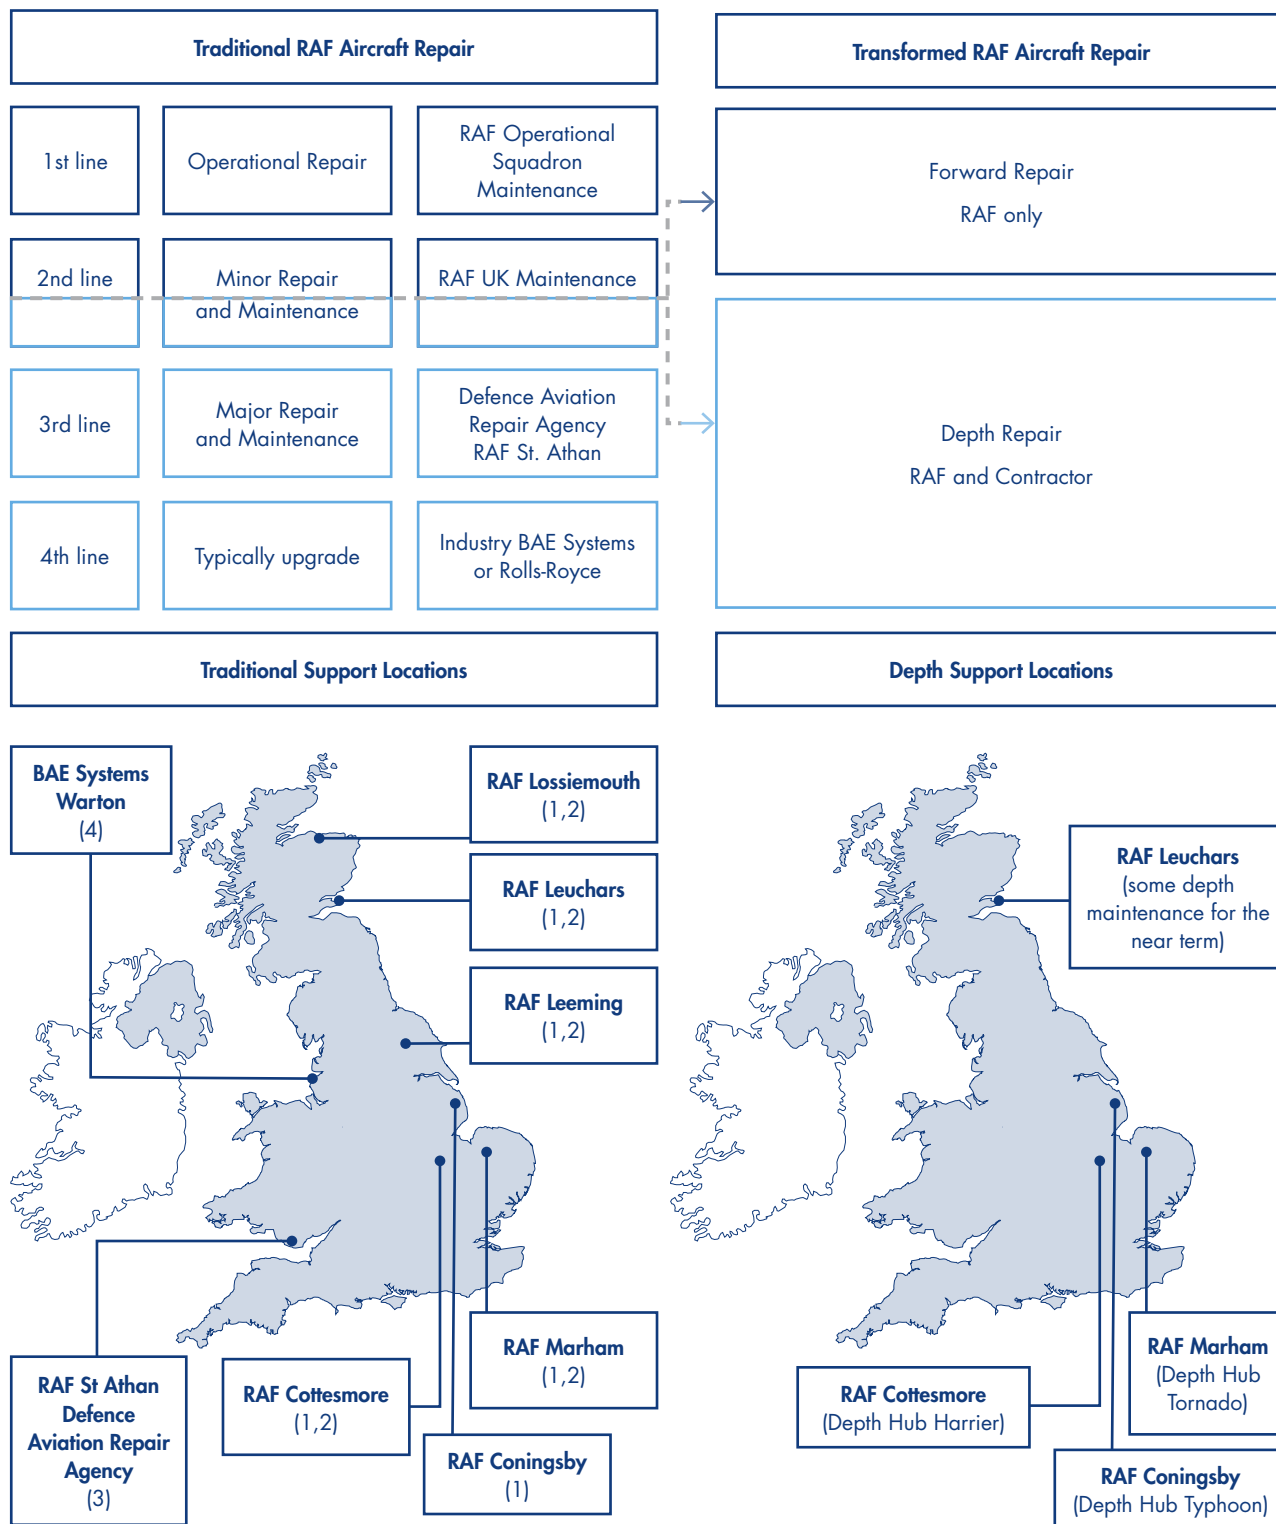 Traditional RAF Aircraft Repair
Transformed RAF Aircraft Repair
1st line
Operational Repair
RAF Operational
Squadron
Maintenance
Forward Repair
RAF only
2nd line
Minor Repair
and Maintenance
RAF UK Maintenance
3rd line
Major Repair
and Maintenance
Defence Aviation
Repair Agency
RAF St. Athan
Depth Repair
RAF and Contractor
4th line
Typically upgrade
Industry BAE Systems
or Rolls-Royce
Traditional Support Locations
Depth Support Locations
BAE Systems
Warton
(4)
RAF Lossiemouth
(1,2)
RAF Leuchars
(1,2)
RAF Leeming
(1,2)
RAF Marham
(1,2)
RAF Cottesmore
(1,2)
RAF Coningsby
(1)
RAF St Athan
Defence
Aviation Repair
Agency
(3)
RAF Leuchars
(some depth
maintenance for the
near term)
RAF Marham
(Depth Hub
Tornado)
RAF Cottesmore
(Depth Hub Harrier)
RAF Coningsby
(Depth Hub Typhoon)